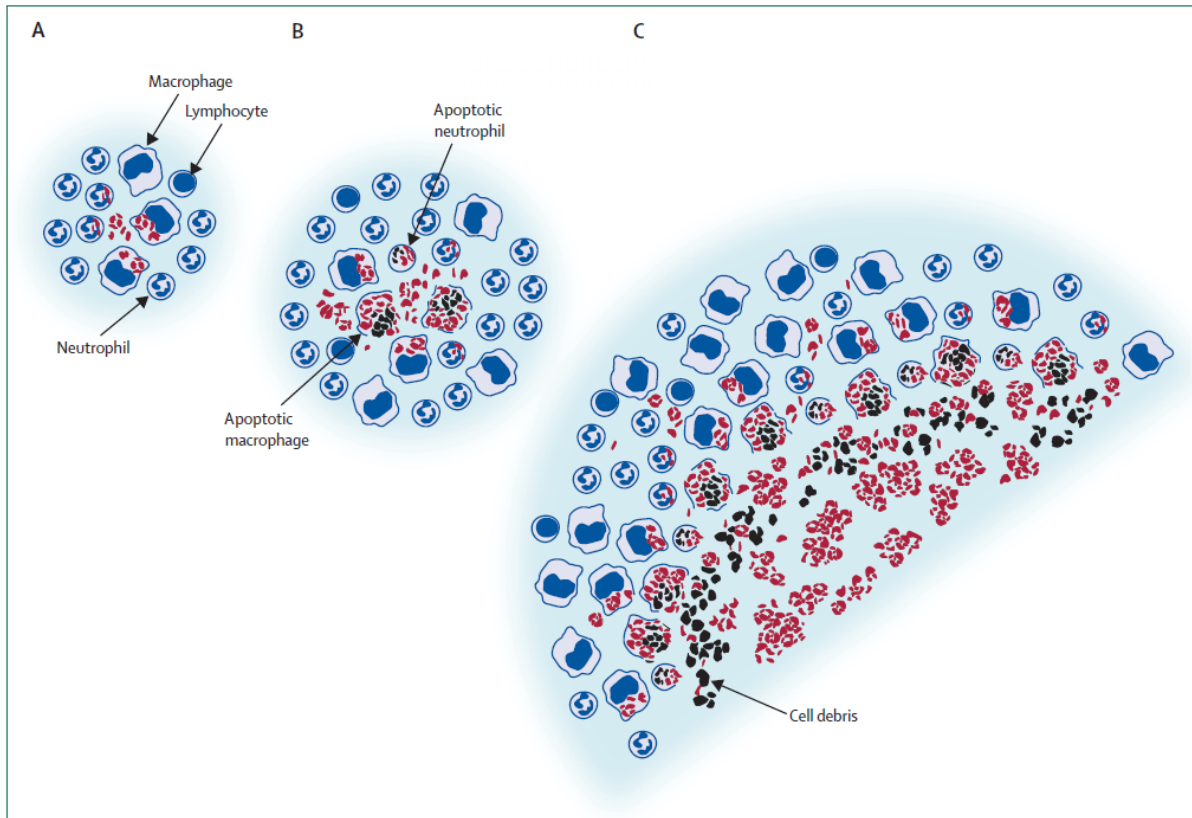 A
B
C
Macrophage
Lymphocyte
Neutrophil
Apoptotic
neutrophil
Apoptotic
macrophage
Cell debris